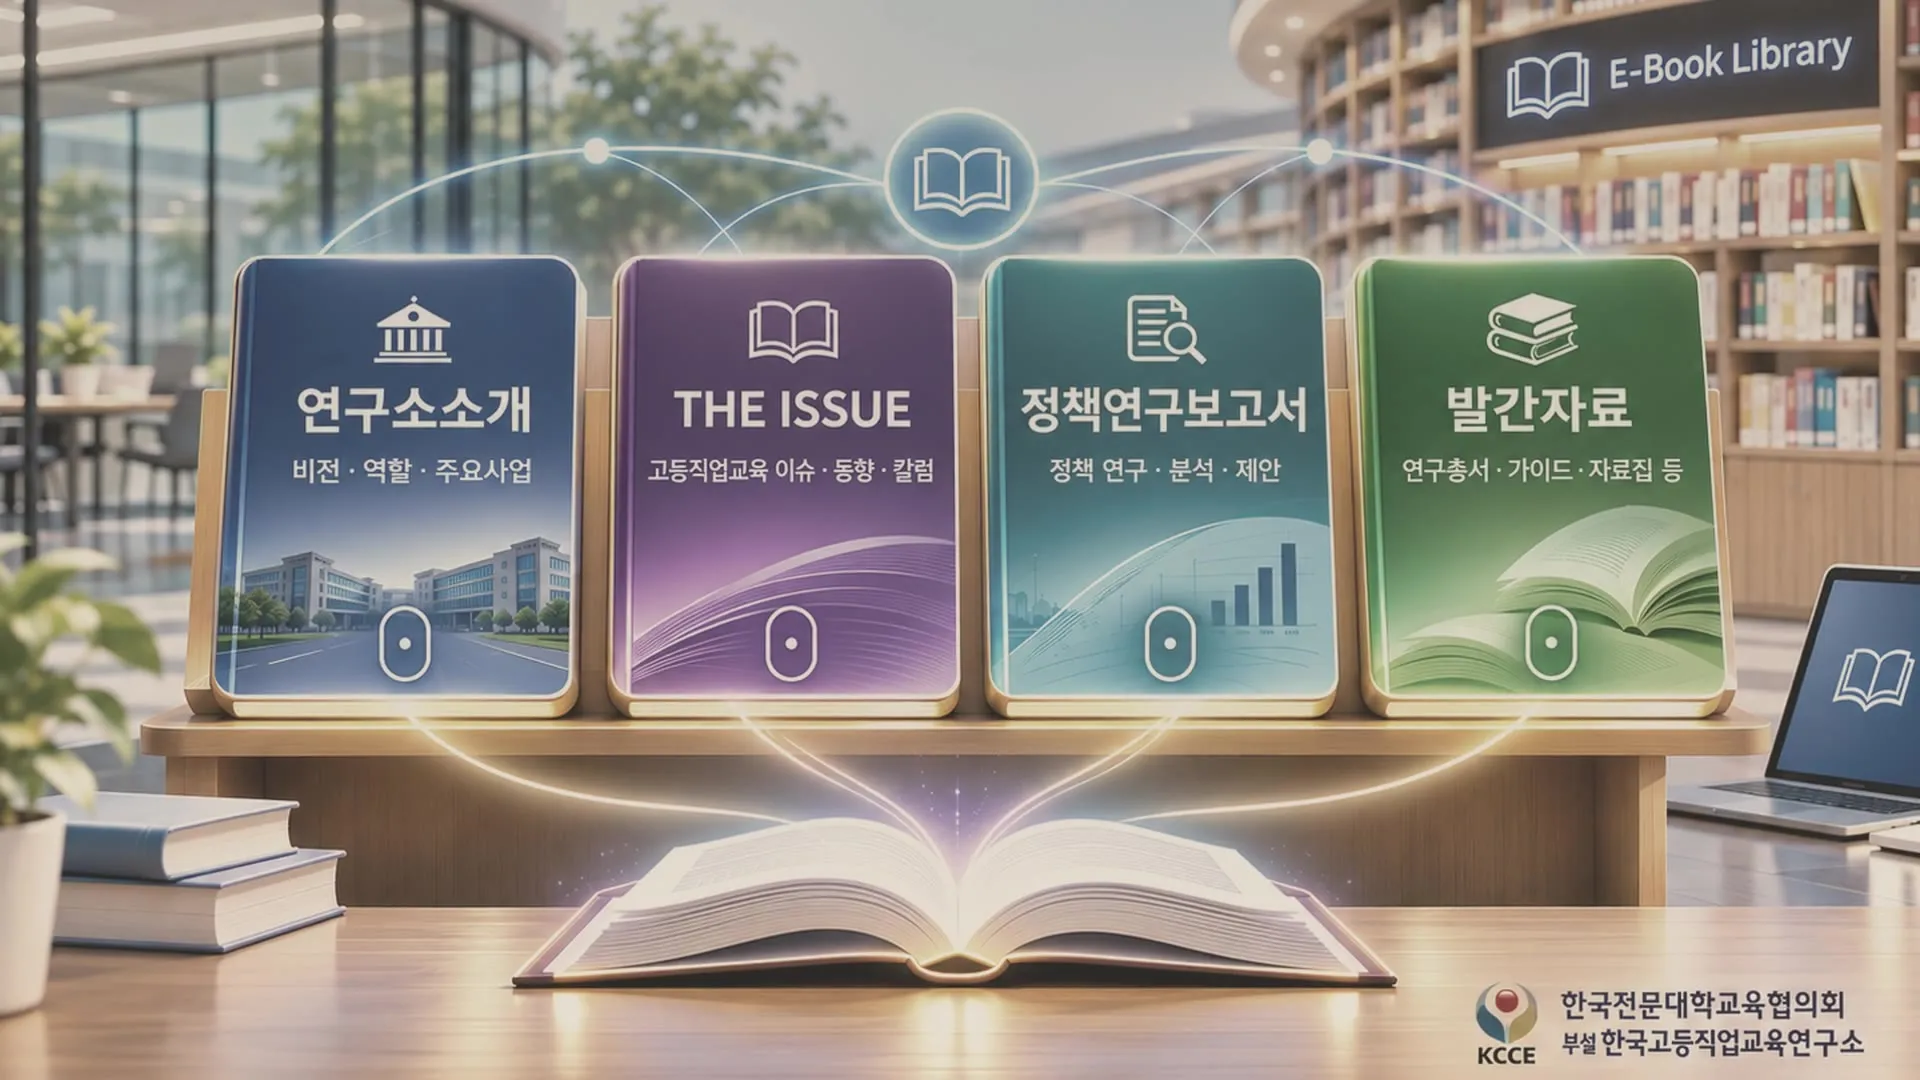 E-Book Library
연구소소개
비전 · 역할 · 주요사업
THE ISSUE
고등직업교육 이슈 · 동향 · 칼럼
정책연구보고서
정책 연구 · 분석 · 제안
발간자료
연구총서 · 가이드 · 자료집 등
KCCE
한국전문대학교육협의회
부설 한국고등직업교육연구소